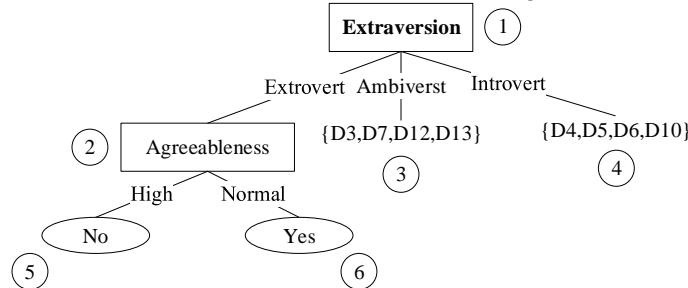 Extraversion
1
Extrovert
Ambiverst
Introvert
2
Agreeableness
{D3,D7,D12,D13}
{D4,D5,D6,D10}
3
4
High
Normal
No
Yes
5
6